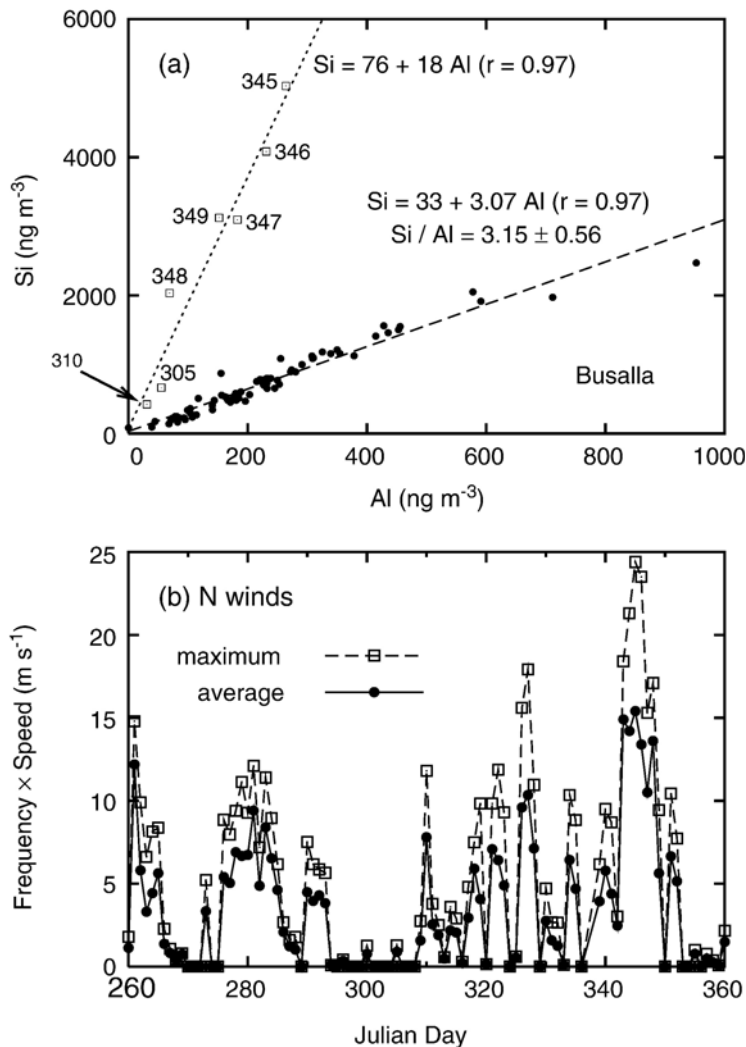 6000
(a)
345
Si = 76 + 18 Al (r = 0.97)
346
4000
Si = 33 + 3.07 Al (r = 0.97)
349
347
Si / Al = 3.15 ± 0.56
Si (ng m⁻³)
348
2000
310
305
Busalla
0
0
200
400
600
800
1000
Al (ng m⁻³)
25
(b) N winds
20
maximum
average
15
Frequency × Speed (m s⁻¹)
10
5
0
260
280
300
320
340
360
Julian Day